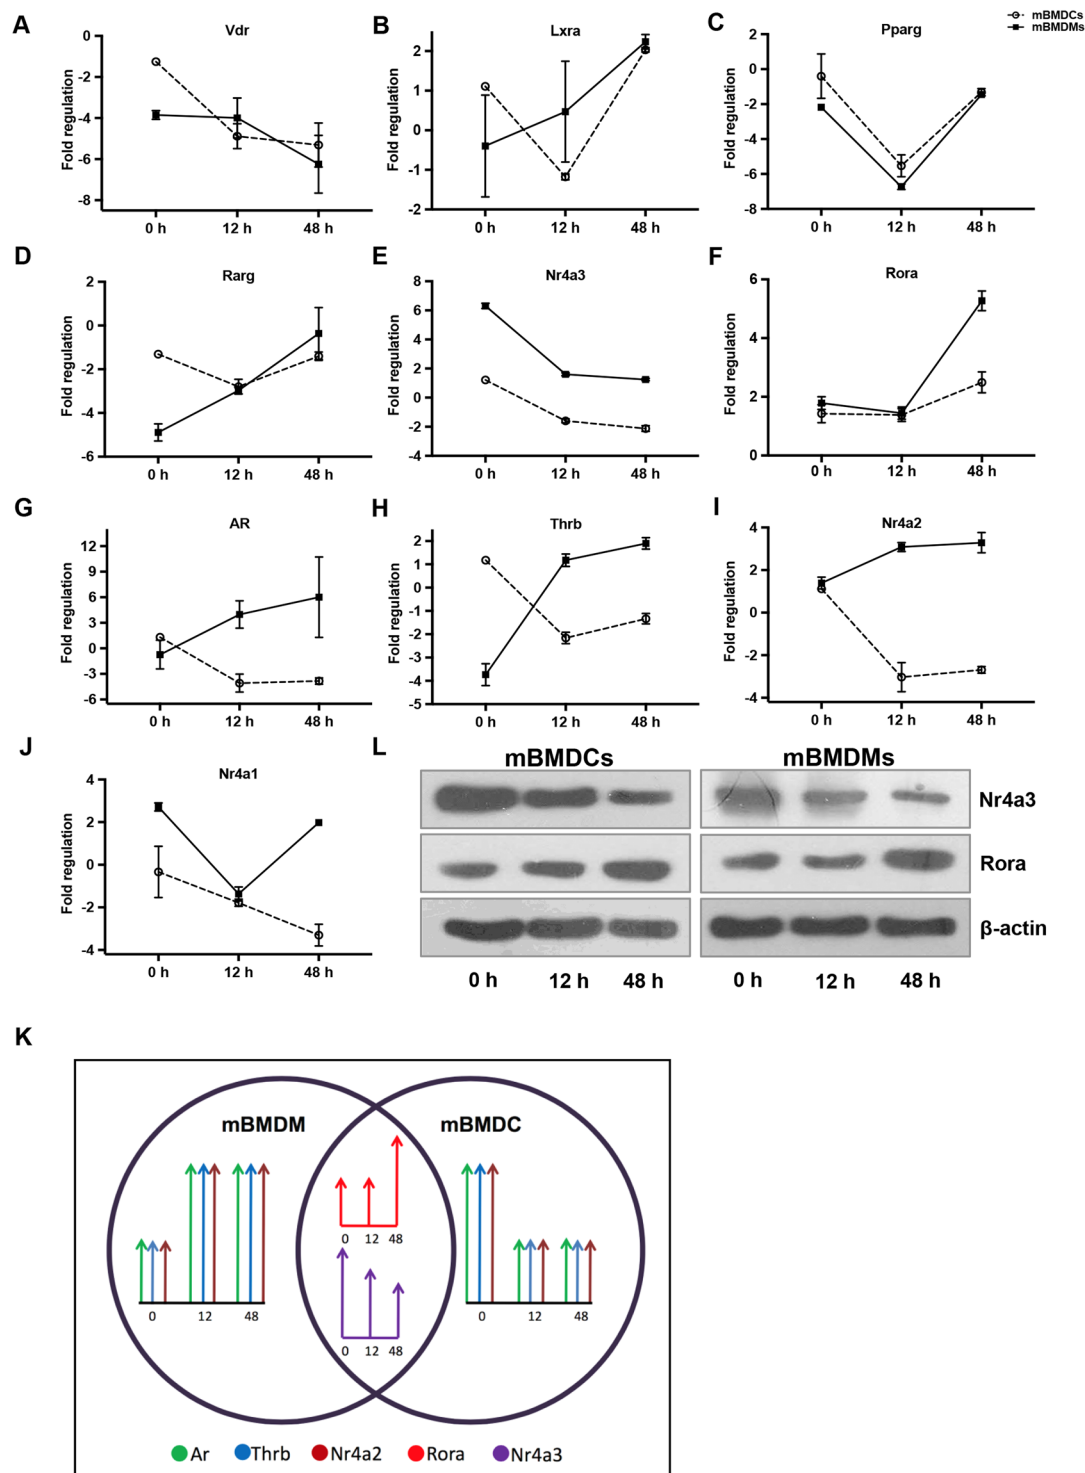 mBMDCs
mBMDMs
A
Vdr
Fold regulation
0
-2
-4
-6
-8
0 h 12 h 48 h
B
Lxra
Fold regulation
2
1
0
-1
-2
0 h 12 h 48 h
C
Pparg
Fold regulation
2
0
-2
-4
-6
-8
0 h 12 h 48 h
D
Rarg
Fold regulation
2
0
-2
-4
-6
0 h 12 h 48 h
E
Nr4a3
Fold regulation
8
6
4
2
0
-2
-4
0 h 12 h 48 h
F
Rora
Fold regulation
6
4
2
0
0 h 12 h 48 h
G
AR
Fold regulation
12
9
6
3
0
-3
-6
0 h 12 h 48 h
H
Thrb
Fold regulation
2
1
0
-1
-2
-3
-4
-5
0 h 12 h 48 h
I
Nr4a2
Fold regulation
4
2
0
-2
-4
0 h 12 h 48 h
J
Nr4a1
Fold regulation
4
2
0
-2
-4
0 h 12 h 48 h
L
mBMDCs mBMDMs
Nr4a3
Rora
β-actin
0 h 12 h 48 h 0 h 12 h 48 h
K
mBMDM mBMDC
0 12 48
0 12 48
0 12 48
0 12 48
Ar Thrb Nr4a2 Rora Nr4a3